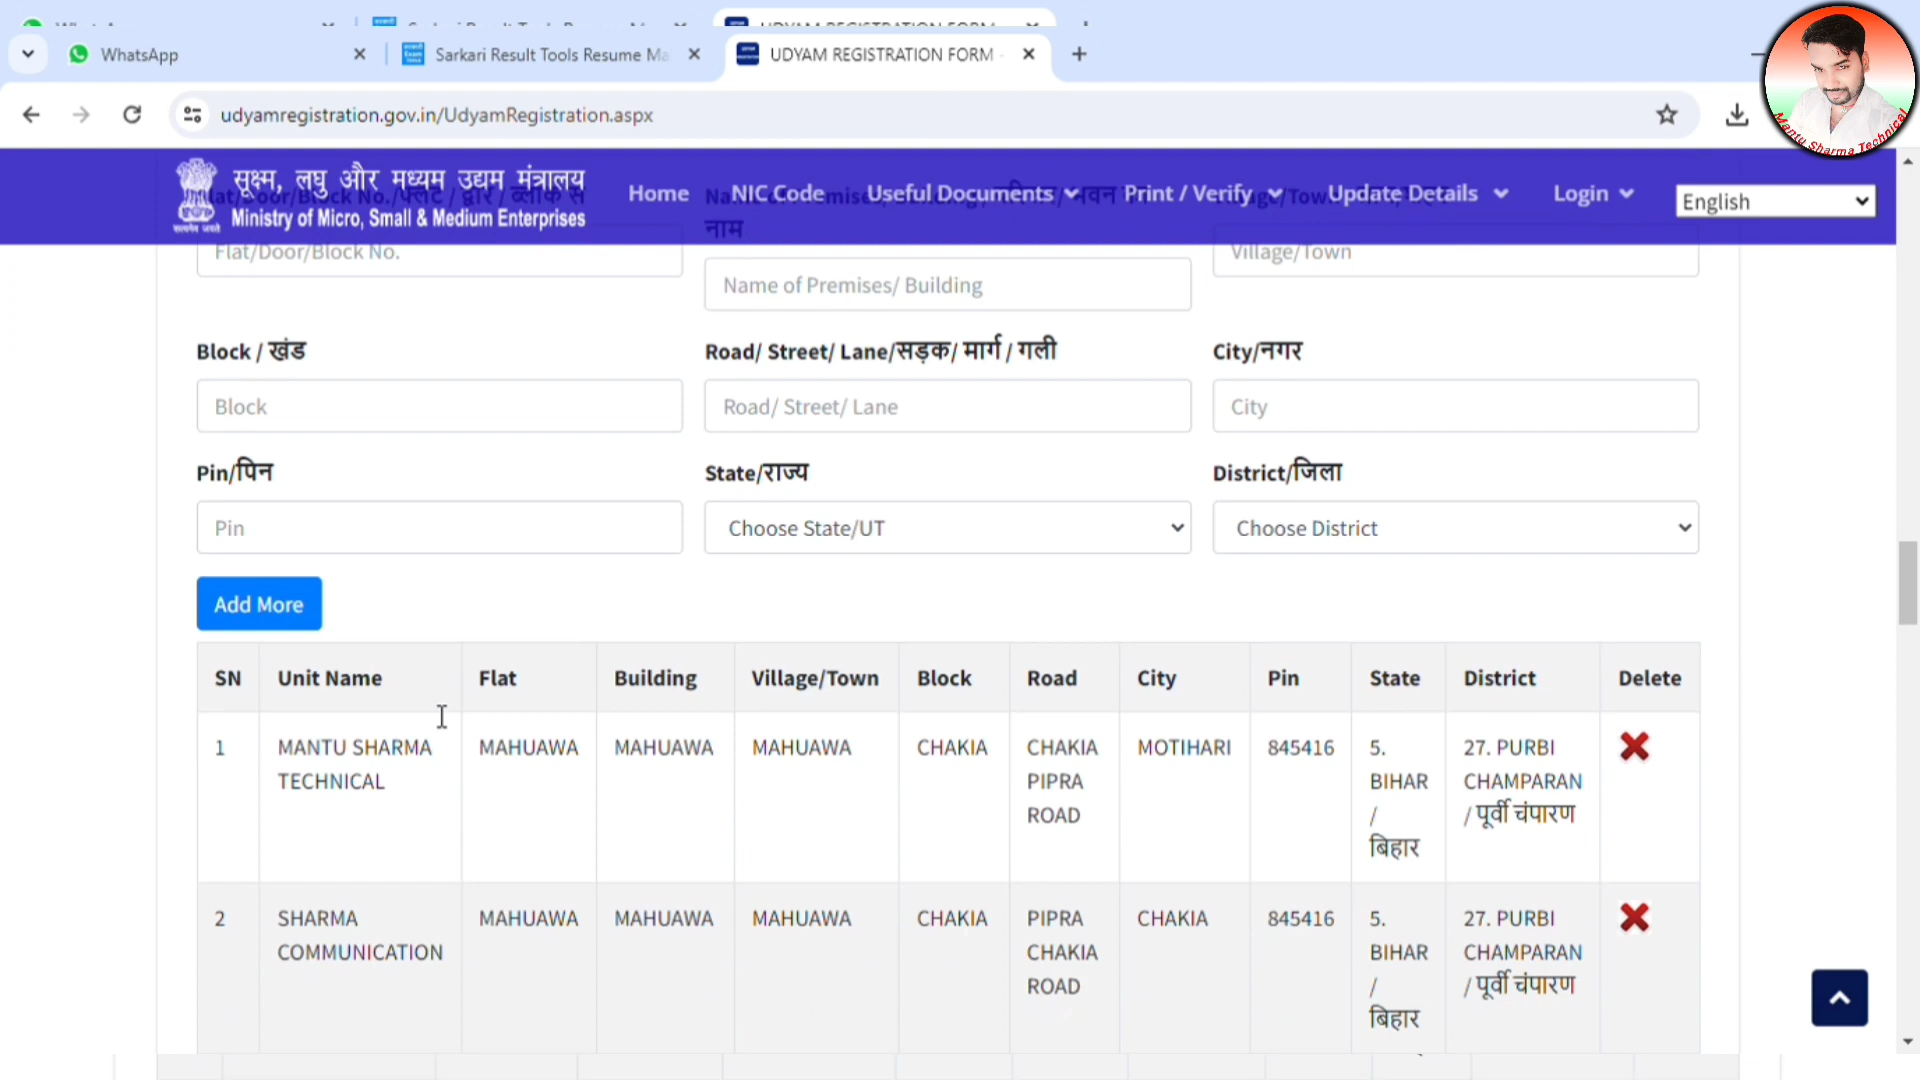 WhatsApp
Sarkari Result Tools Resume Ma
UDYAM REGISTRATION FORM -
udyamregistration.gov.in/UdyamRegistration.aspx
Mantu Sharma Technical
सूक्ष्म, लघु और मध्यम उद्यम मंत्रालय
Ministry of Micro, Small & Medium Enterprises
Home NIC Code Useful Documents Print / Verify Update Details Login English
नाम
Flat/Door/Block No.
Name of Premises/ Building
Village/Town
Block / खंड Road/ Street/ Lane/सड़क/ मार्ग / गली City/नगर
Block Road/ Street/ Lane City
Pin/पिन State/राज्य District/जिला
Pin Choose State/UT Choose District
Add More
SN Unit Name Flat Building Village/Town Block Road City Pin State District Delete
1 MANTU SHARMA MAHUAWA MAHUAWA MAHUAWA CHAKIA CHAKIA MOTIHARI 845416 5. 27. PURBI
TECHNICAL PIPRA BIHAR CHAMPARAN
ROAD / / पूर्वी चंपारण
बिहार
2 SHARMA MAHUAWA MAHUAWA MAHUAWA CHAKIA PIPRA CHAKIA 845416 5. 27. PURBI
COMMUNICATION CHAKIA BIHAR CHAMPARAN
ROAD / / पूर्वी चंपारण
बिहार